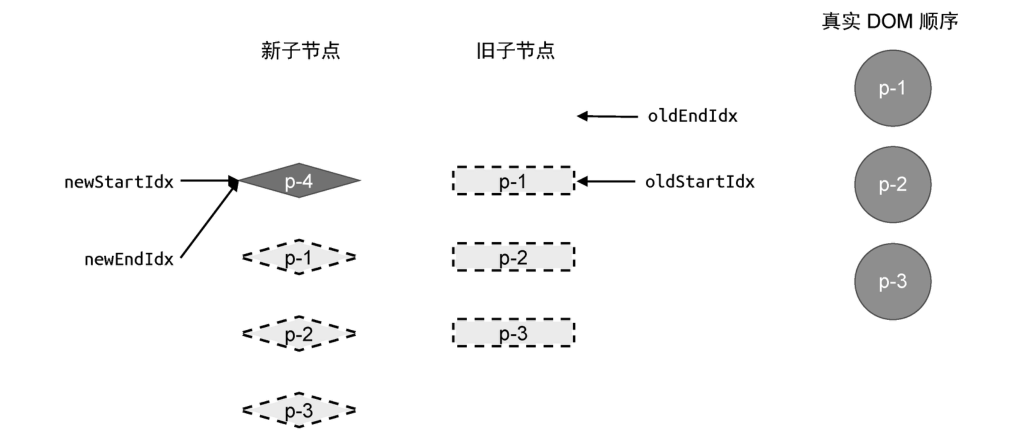 真实 DOM 顺序
新子节点
旧子节点
p-1
oldEndIdx
newStartIdx
p-4
p-1
oldStartIdx
p-2
newEndIdx
p-1
p-2
p-3
p-2
p-3
p-3